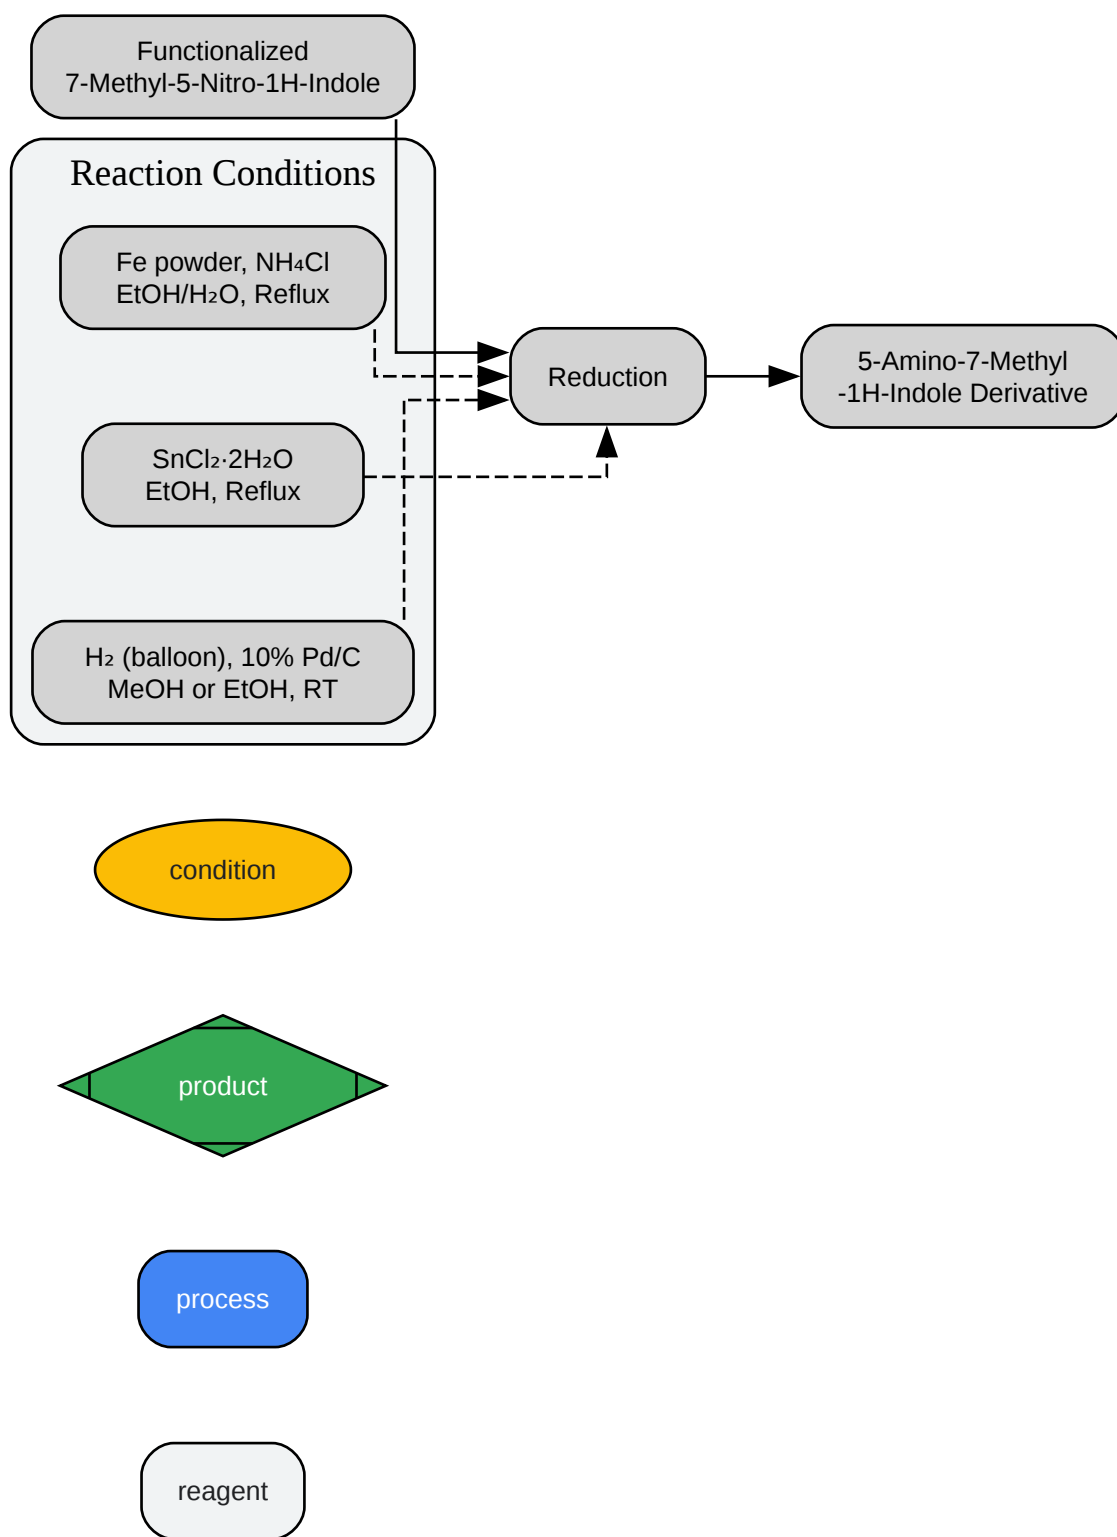 Functionalized
7-Methyl-5-Nitro-1H-Indole
Reaction Conditions
Fe powder, NH₄Cl
EtOH/H₂O, Reflux
Reduction
5-Amino-7-Methyl
-1H-Indole Derivative
SnCl₂·2H₂O
EtOH, Reflux
H₂ (balloon), 10% Pd/C
MeOH or EtOH, RT
condition
product
process
reagent